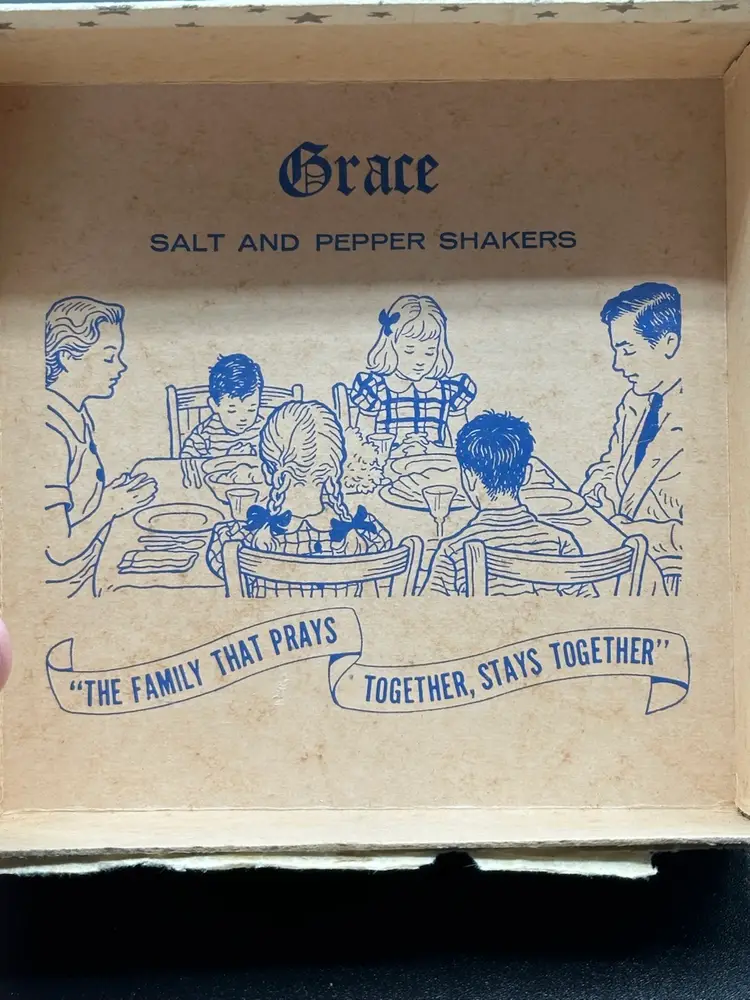 Grace
SALT AND PEPPER SHAKERS
“THE FAMILY THAT PRAYS
TOGETHER, STAYS TOGETHER”